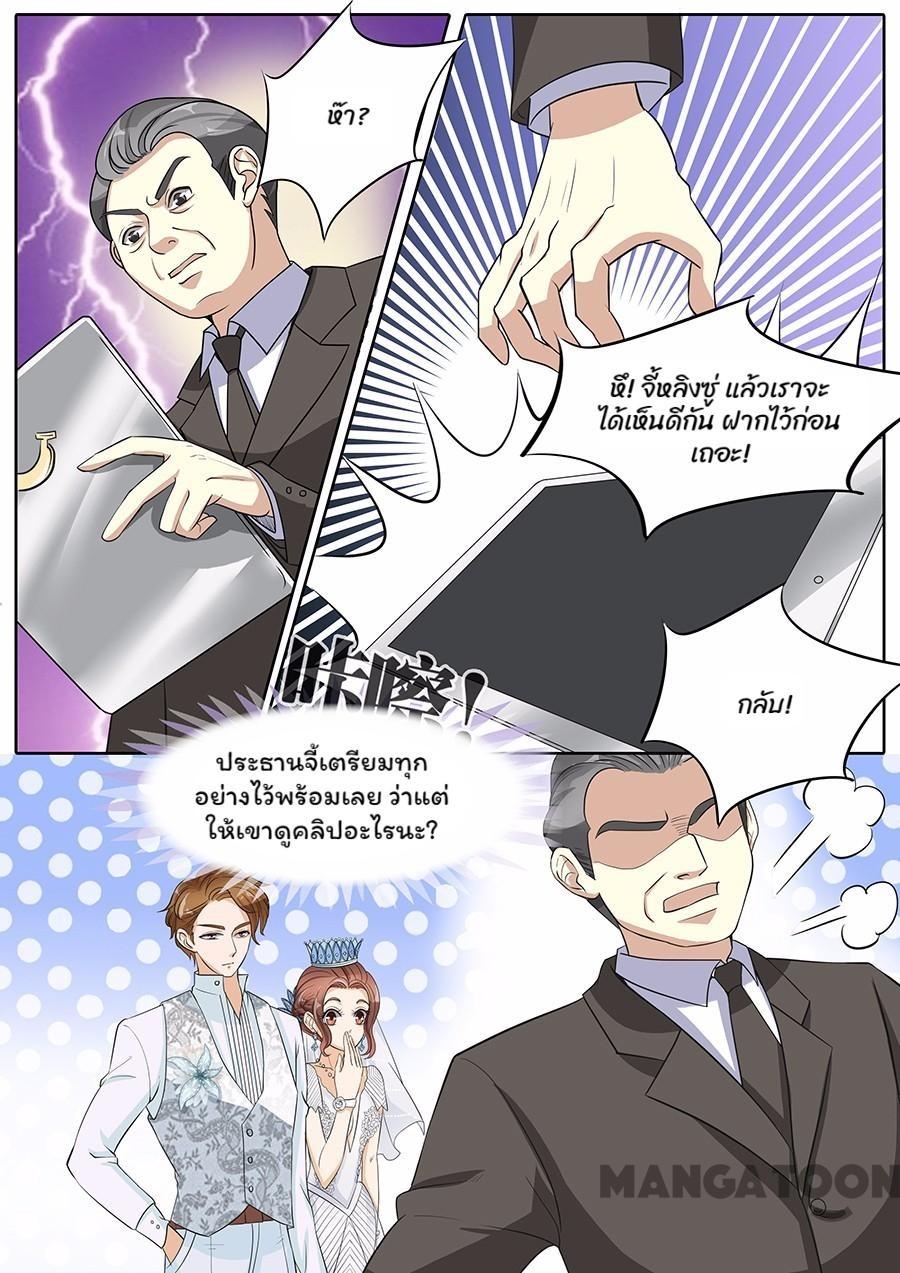 ห๊า?
หึ! จี้หลิงซู่ แล้วเราจะ
ได้เห็นดีกัน ฝากไว้ก่อน
เถอะ!
咔嚓!
กลับ!
ประธานจี้เตรียมทุก
อย่างไว้พร้อมเลย ว่าแต่
ให้เขาดูคลิปอะไรนะ?
MANGATOON